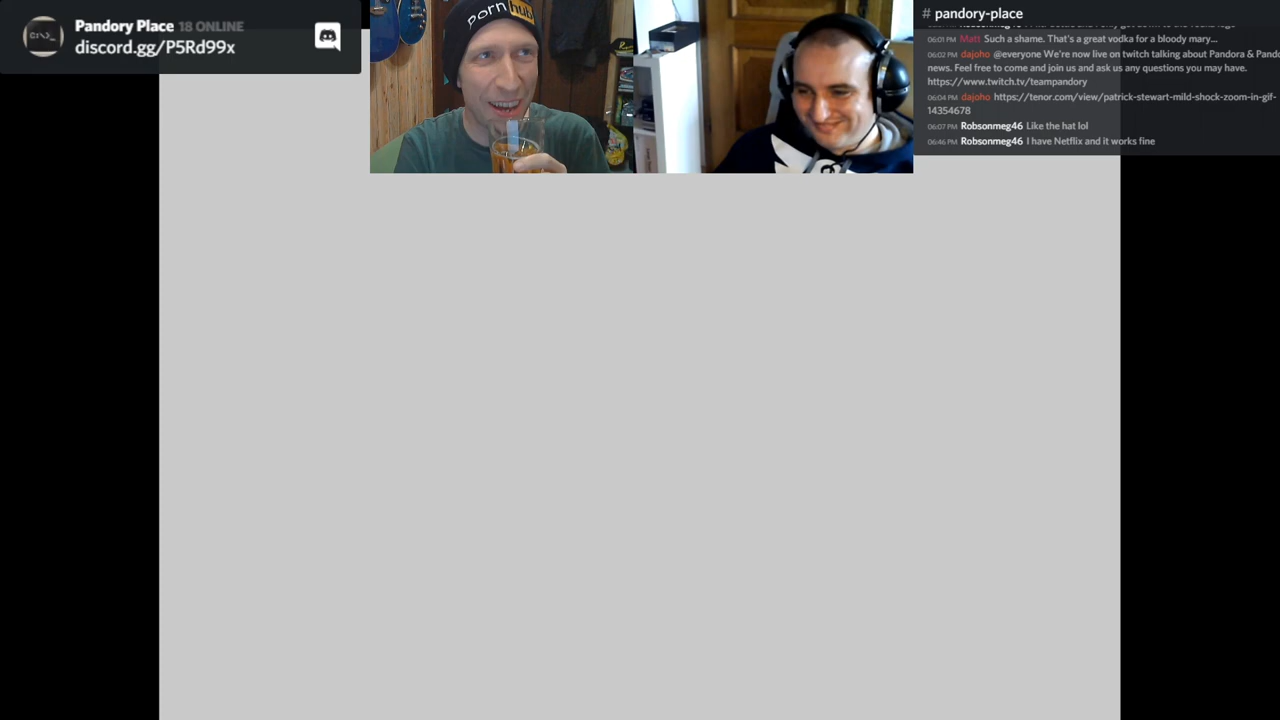 Pandory Place 18 ONLINE
discord.gg/P5Rd99x
Porn hub
# pandory-place
06:01 PM Matt Such a shame. That's a great vodka for a bloody mary...
06:02 PM dajoho @everyone We're now live on twitch talking about Pandora &
news. Feel free to come and join us and ask us any questions you may have.
https://www.twitch.tv/teampandory
06:04 PM dajoho https://tenor.com/view/patrick-stewart-mild-shock-zoom-in-gif-
14354678
06:07 PM Robsonmeg46 Like the hat lol
06:46 PM Robsonmeg46 I have Netflix and it works fine